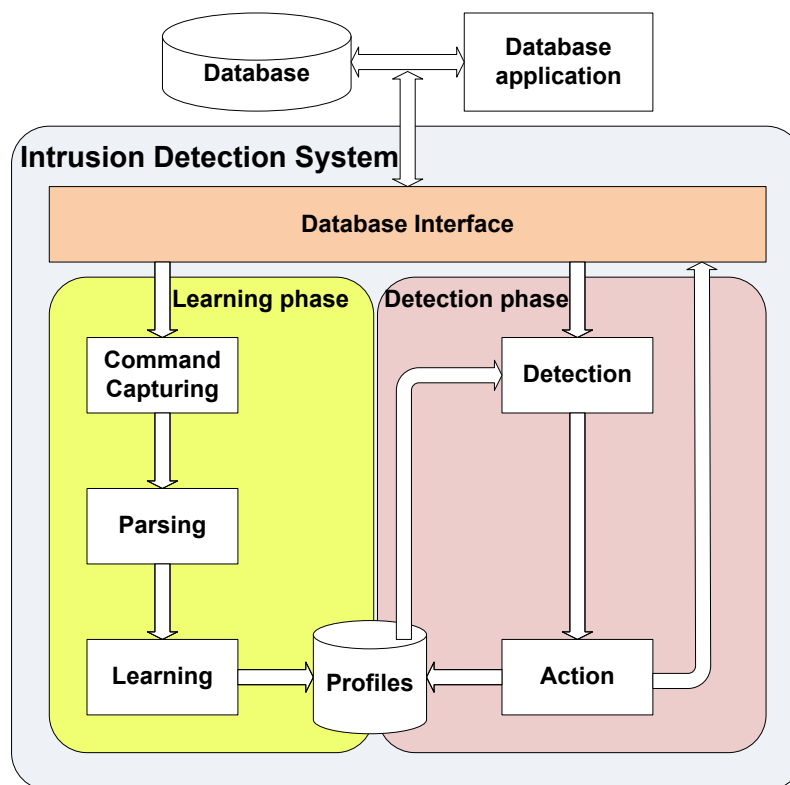 Database
Database
application
Intrusion Detection System
Database Interface
Learning phase
Detection phase
Command
Capturing
Detection
Parsing
Learning
Profiles
Action